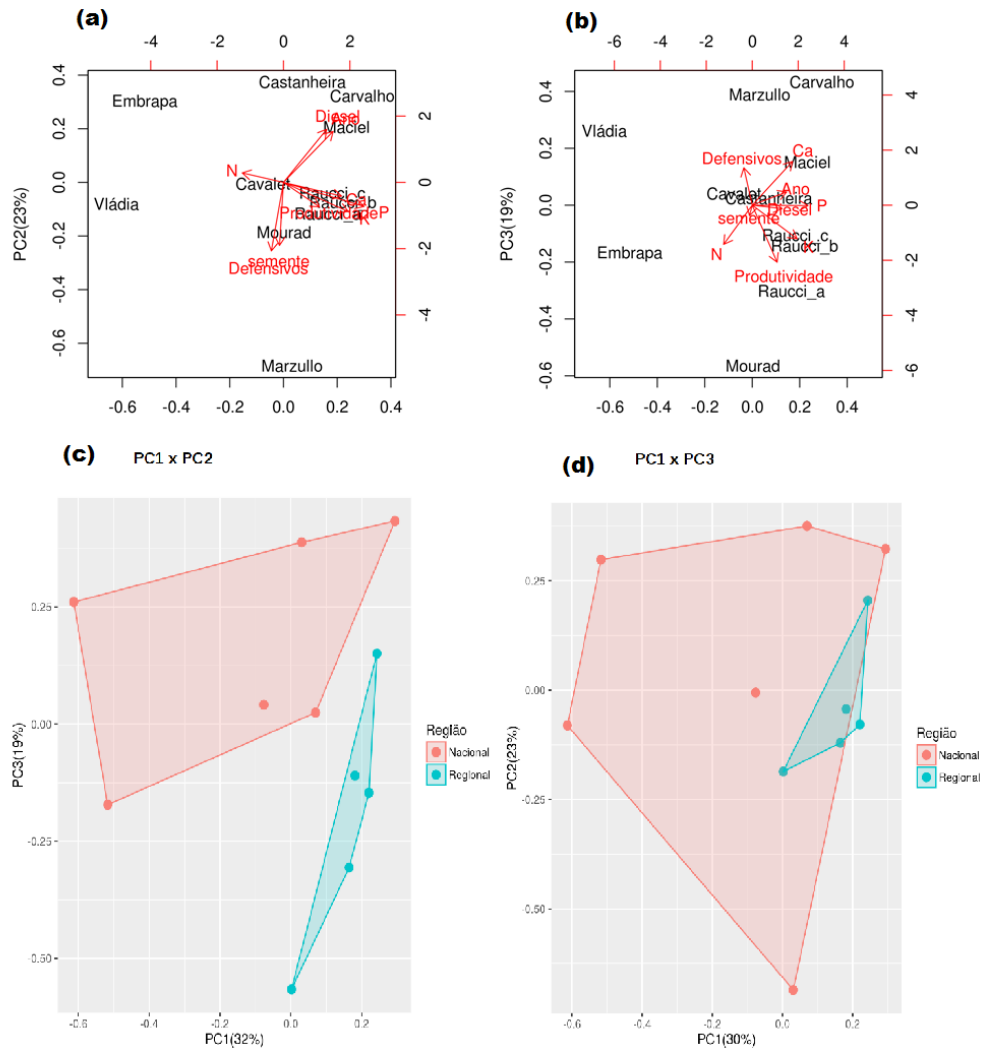 (a)
-4 -2 0 2
PC2(23%)
0.4
0.2
0.0
-0.2
-0.4
-0.6
Castanheira
Embrapa
Carvalho
Diesel
Ano
Maciel
N
Cavalet
Raucci_c
Ca
Vládia
Raucci_b
Produtividade
P
Raucci_a
K
Mourad
semente
Defensivos
Marzullo
2
0
-2
-4
-0.6 -0.4 -0.2 0.0 0.2 0.4
(b)
-6 -4 -2 0 2 4
PC3(19%)
0.4
0.2
0.0
-0.2
-0.4
-0.6
Carvalho
Marzullo
Vládia
Ca
Defensivos
Maciel
Ano
Cavalet
Castanheira
P
Diesel
semente
Raucci_c
Raucci_b
K
Embrapa
N
Produtividade
Raucci_a
Mourad
4
2
0
-2
-4
-6
-0.6 -0.4 -0.2 0.0 0.2 0.4
(c)
PC1 x PC2
PC3(19%)
0.25
0.00
-0.25
-0.50
-0.6 -0.4 -0.2 0.0 0.2
PC1(32%)
Região
Nacional
Regional
(d)
PC1 x PC3
PC2(23%)
0.25
0.00
-0.25
-0.50
-0.6 -0.4 -0.2 0.0 0.2
PC1(30%)
Região
Nacional
Regional